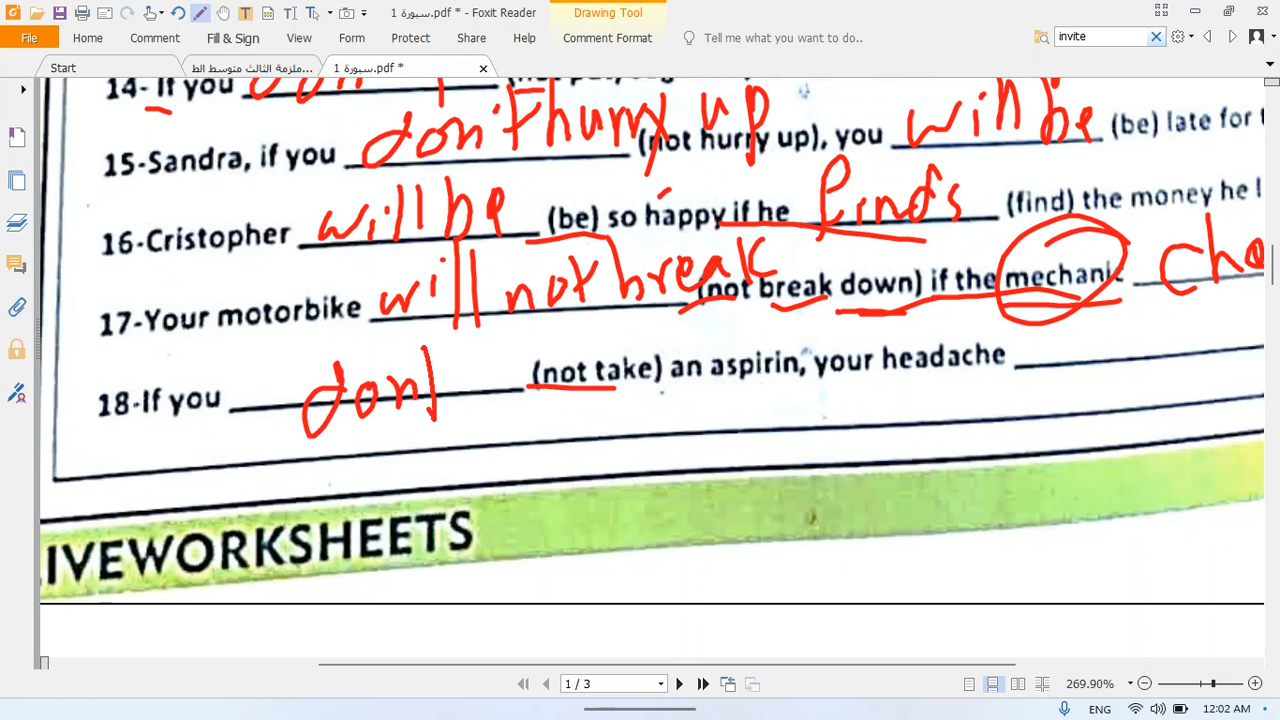 سبورة 1.pdf * - Foxit Reader
Drawing Tool
invite
File Home Comment Fill & Sign View Form Protect Share Help Comment Format Tell me what you want to do..
Start
ملزمة الثالث متوسط الط...
سبورة 1.pdf *
14- If you
15-Sandra, if you don't hurry up (not hurry up), you will be (be) late for
16-Cristopher will be (be) so happy if he finds (find) the money he
17-Your motorbike will not break (not break down) if the mechani
18-If you don (not take) an aspirin, your headache
IVEWORKSHEETS
1 / 3
269.90%
ENG 12:02 AM